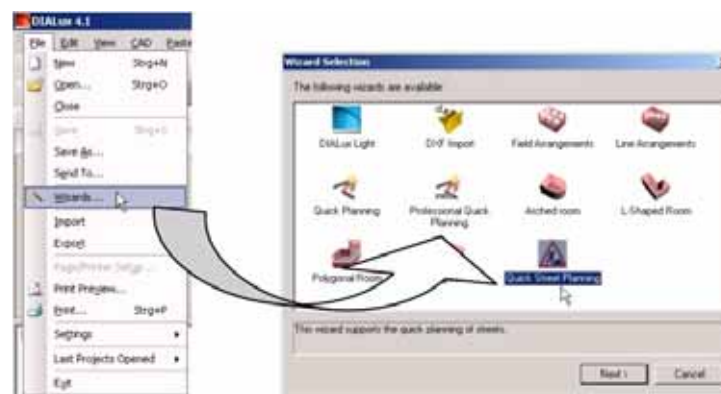 DIALux 4.1
File Edit View CAD Paste
New Strg+N
Open... Strg+O
Close
Save Strg+S
Save As...
Send To...
Wizards...
Import
Export
Page/Printer Setup...
Print Preview...
Print... Strg+P
Settings
Last Projects Opened
Exit
Wizard Selection
The following wizards are available
DIALux Light
DXF Import
Field Arrangements
Line Arrangements
Quick Planning
Professional Quick
Planning
Arched room
L-Shaped Room
Polygonal Room
Quick Street Planning
This wizard supports the quick planning of streets.
Next >
Cancel